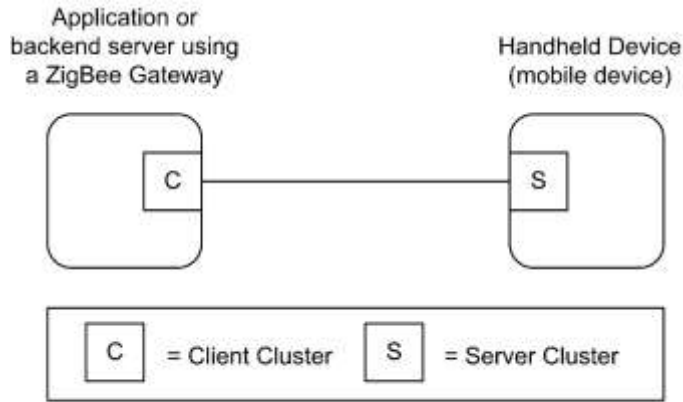 Application or
backend server using
a ZigBee Gateway
Handheld Device
(mobile device)
C
S
C = Client Cluster S = Server Cluster